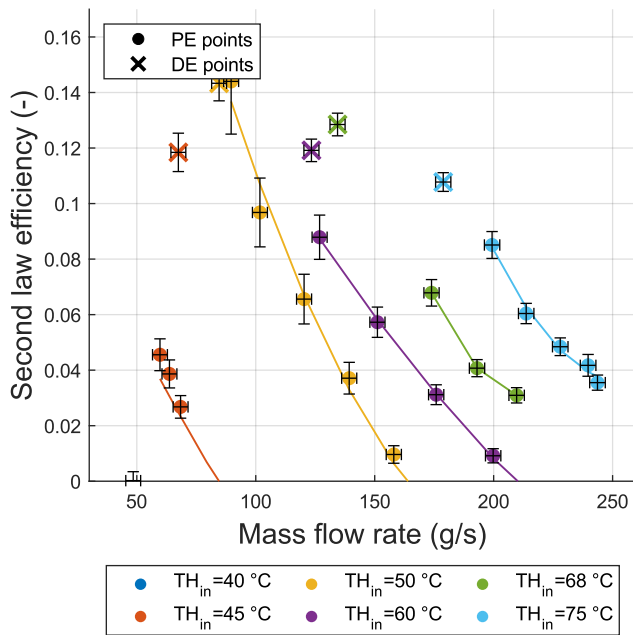 PE points
DE points
0.16
0.14
0.12
0.1
0.08
0.06
0.04
0.02
0
Second law efficiency (-)
50 100 150 200 250
Mass flow rate (g/s)
TH_in=40 °C TH_in=50 °C TH_in=68 °C
TH_in=45 °C TH_in=60 °C TH_in=75 °C